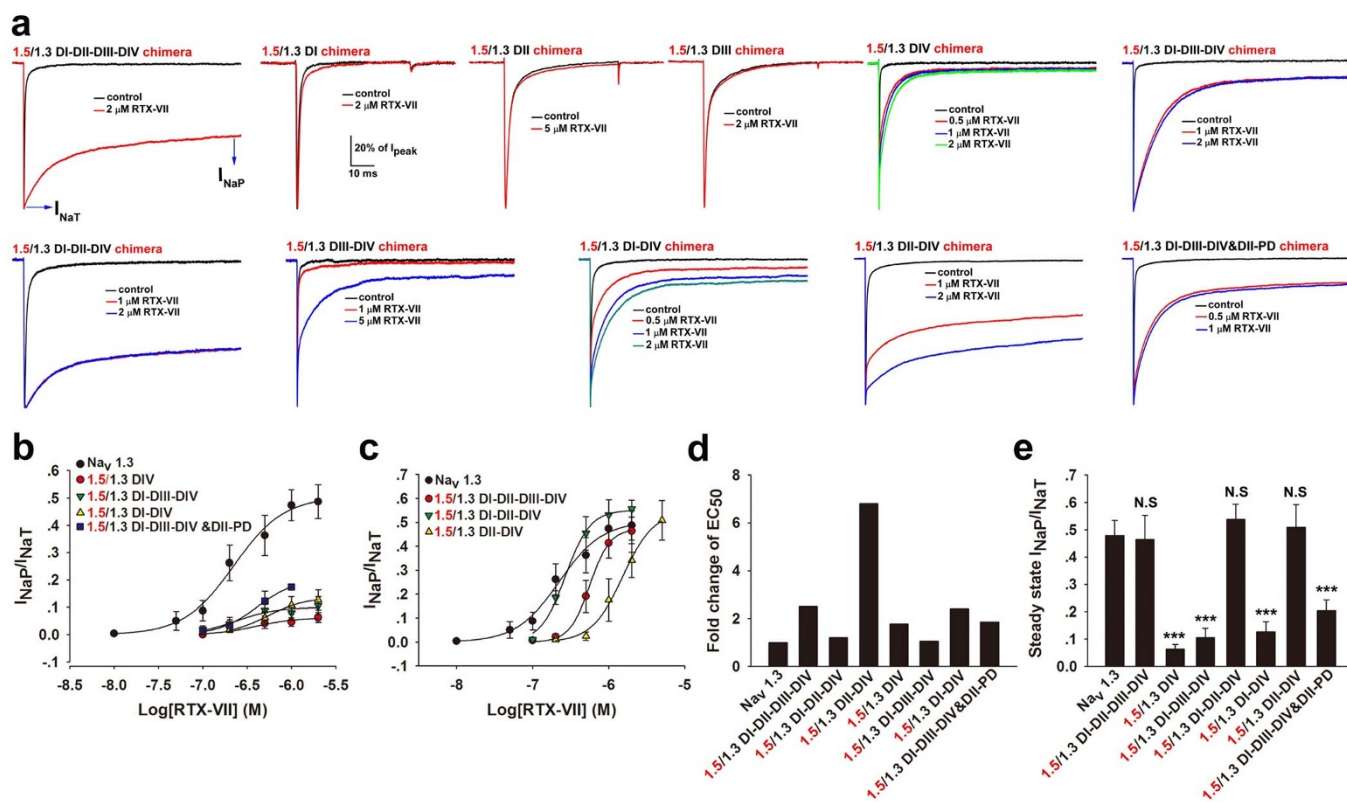 a
1.5/1.3 DI-DII-DIII-DIV chimera
control
2 μM RTX-VII
INaP
INaT
1.5/1.3 DI chimera
control
2 μM RTX-VII
20% of Ipeak
10 ms
1.5/1.3 DII chimera
control
5 μM RTX-VII
1.5/1.3 DIII chimera
control
2 μM RTX-VII
1.5/1.3 DIV chimera
control
0.5 μM RTX-VII
1 μM RTX-VII
2 μM RTX-VII
1.5/1.3 DI-DIII-DIV chimera
control
1 μM RTX-VII
2 μM RTX-VII
1.5/1.3 DI-DII-DIV chimera
control
1 μM RTX-VII
2 μM RTX-VII
1.5/1.3 DIII-DIV chimera
control
1 μM RTX-VII
5 μM RTX-VII
1.5/1.3 DI-DIV chimera
control
0.5 μM RTX-VII
1 μM RTX-VII
2 μM RTX-VII
1.5/1.3 DII-DIV chimera
control
1 μM RTX-VII
2 μM RTX-VII
1.5/1.3 DI-DIII-DIV&DII-PD chimera
control
0.5 μM RTX-VII
1 μM RTX-VII
b
Nav 1.3
1.5/1.3 DIV
1.5/1.3 DI-DIII-DIV
1.5/1.3 DI-DIV
1.5/1.3 DI-DIII-DIV &DII-PD
INaP/INaT
.6
.5
.4
.3
.2
.1
0.0
-.1
-8.5
-8.0
-7.5
-7.0
-6.5
-6.0
-5.5
Log[RTX-VII] (M)
c
Nav 1.3
1.5/1.3 DI-DII-DIII-DIV
1.5/1.3 DI-DII-DIV
1.5/1.3 DII-DIV
INaP/INaT
.7
.6
.5
.4
.3
.2
.1
0.0
-.1
-8
-7
-6
-5
Log[RTX-VII] (M)
d
Fold change of EC50
8
6
4
2
0
Nav 1.3
1.5/1.3 DI-DII-DIII-DIV
1.5/1.3 DI-DII-DIV
1.5/1.3 DII-DIV
1.5/1.3 DIV
1.5/1.3 DI-DIII-DIV
1.5/1.3 DI-DIV
1.5/1.3 DI-DIII-DIV&DII-PD
e
Steady state INaP/INaT
.7
.6
.5
.4
.3
.2
.1
0.0
N.S
***
***
N.S
***
N.S
***
Nav 1.3
1.5/1.3 DI-DII-DIII-DIV
1.5/1.3 DIV
1.5/1.3 DI-DIII-DIV
1.5/1.3 DI-DII-DIV
1.5/1.3 DI-DIV
1.5/1.3 DII-DIV
1.5/1.3 DI-DIII-DIV&DII-PD